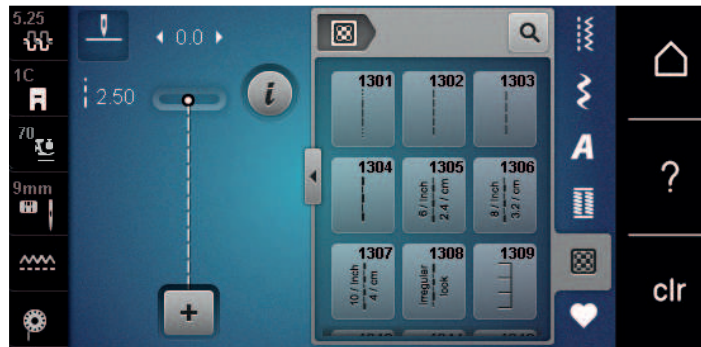 5.25
1C
70
9mm
0.0
2.50
i
+
1301
1302
1303
1304
1305
6 / Inch
2.4 / cm
1306
8 / Inch
3.2 / cm
1307
10 / Inch
4 / cm
1308
irregular
look
1309
A
?
clr